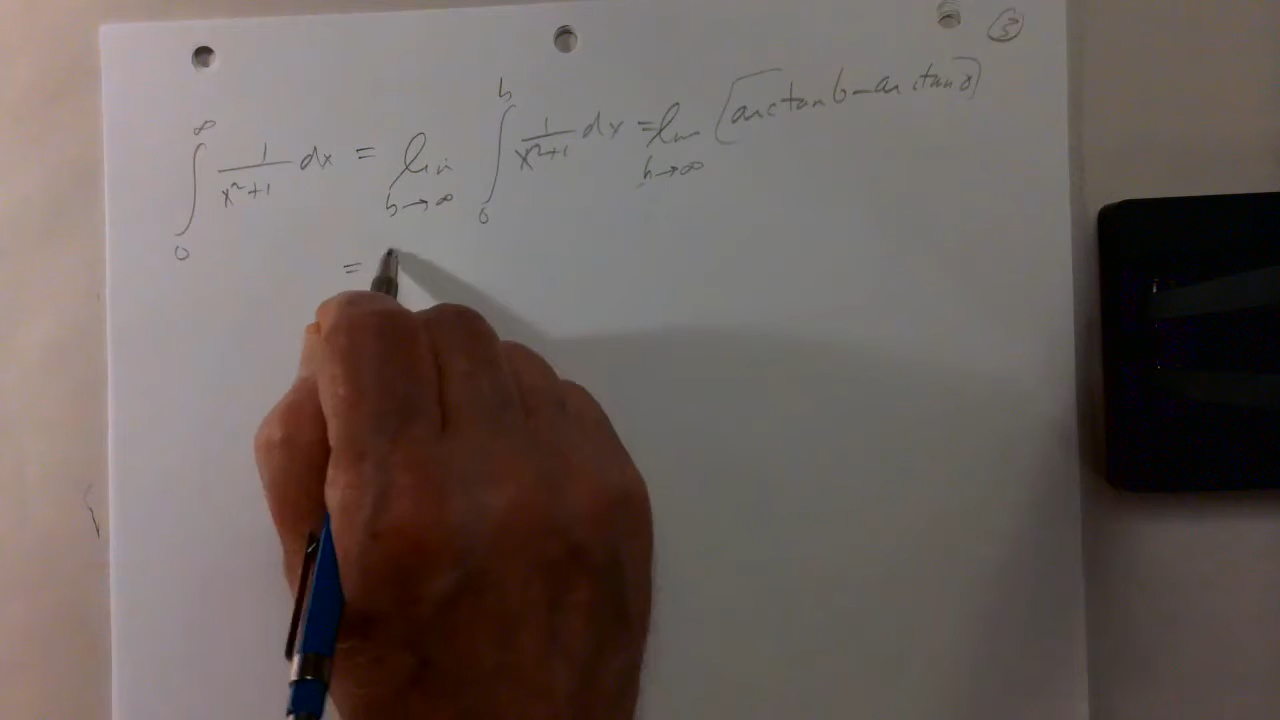 ③
∫₀^∞ 1/(x²+1) dx = lim_{b→∞} ∫₀^b 1/(x²+1) dx = lim_{b→∞} [arctan b − arctan 0]
=